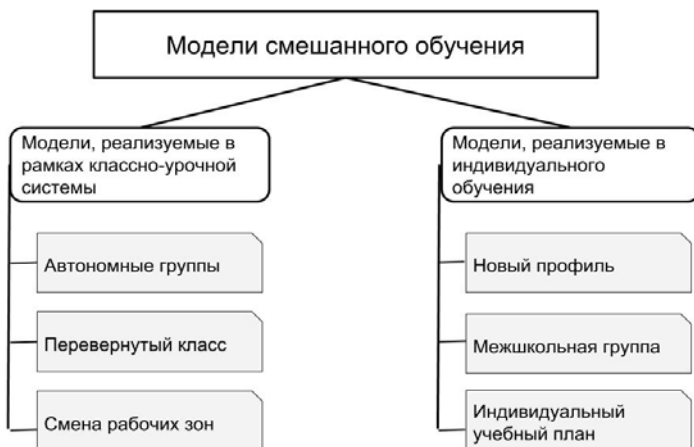 Модели смешанного обучения
Модели, реализуемые в
рамках классно-урочной
системы
Автономные группы
Перевернутый класс
Смена рабочих зон
Модели, реализуемые в
индивидуального
обучения
Новый профиль
Межшкольная группа
Индивидуальный
учебный план